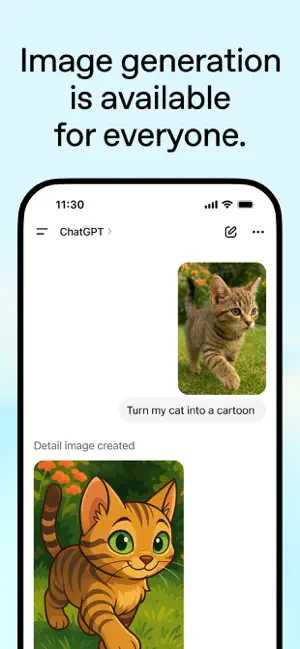 Image generation
is available
for everyone.
11:30
ChatGPT
Turn my cat into a cartoon
Detail image created